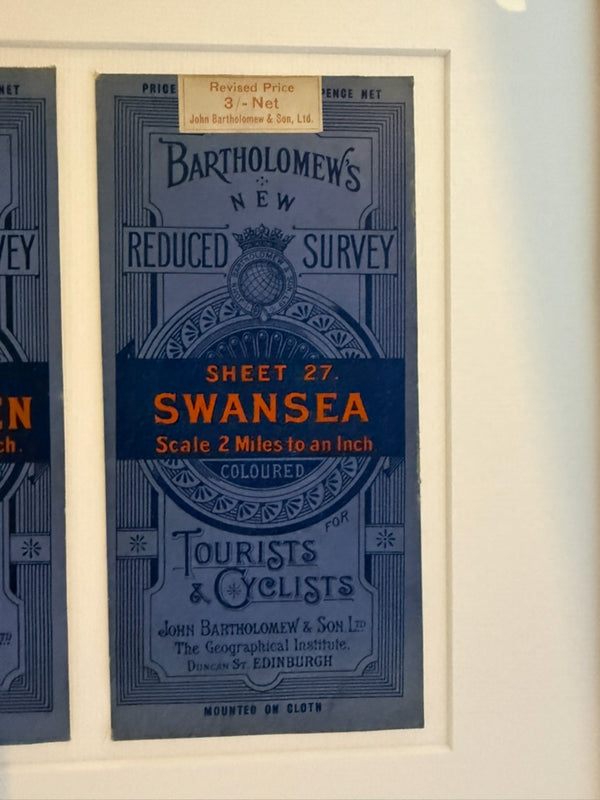 NET
VEY
EN
ch.
LTD
PRICE PENCE NET
Revised Price
3/- Net
John Bartholomew & Son, Ltd.
BARTHOLOMEW'S
NEW
REDUCED SURVEY
SHEET 27.
SWANSEA
Scale 2 Miles to an Inch
COLOURED
FOR
TOURISTS
& CYCLISTS
JOHN BARTHOLOMEW & SON, LTD
The Geographical Institute.
DUNCAN ST. EDINBURGH
MOUNTED ON CLOTH